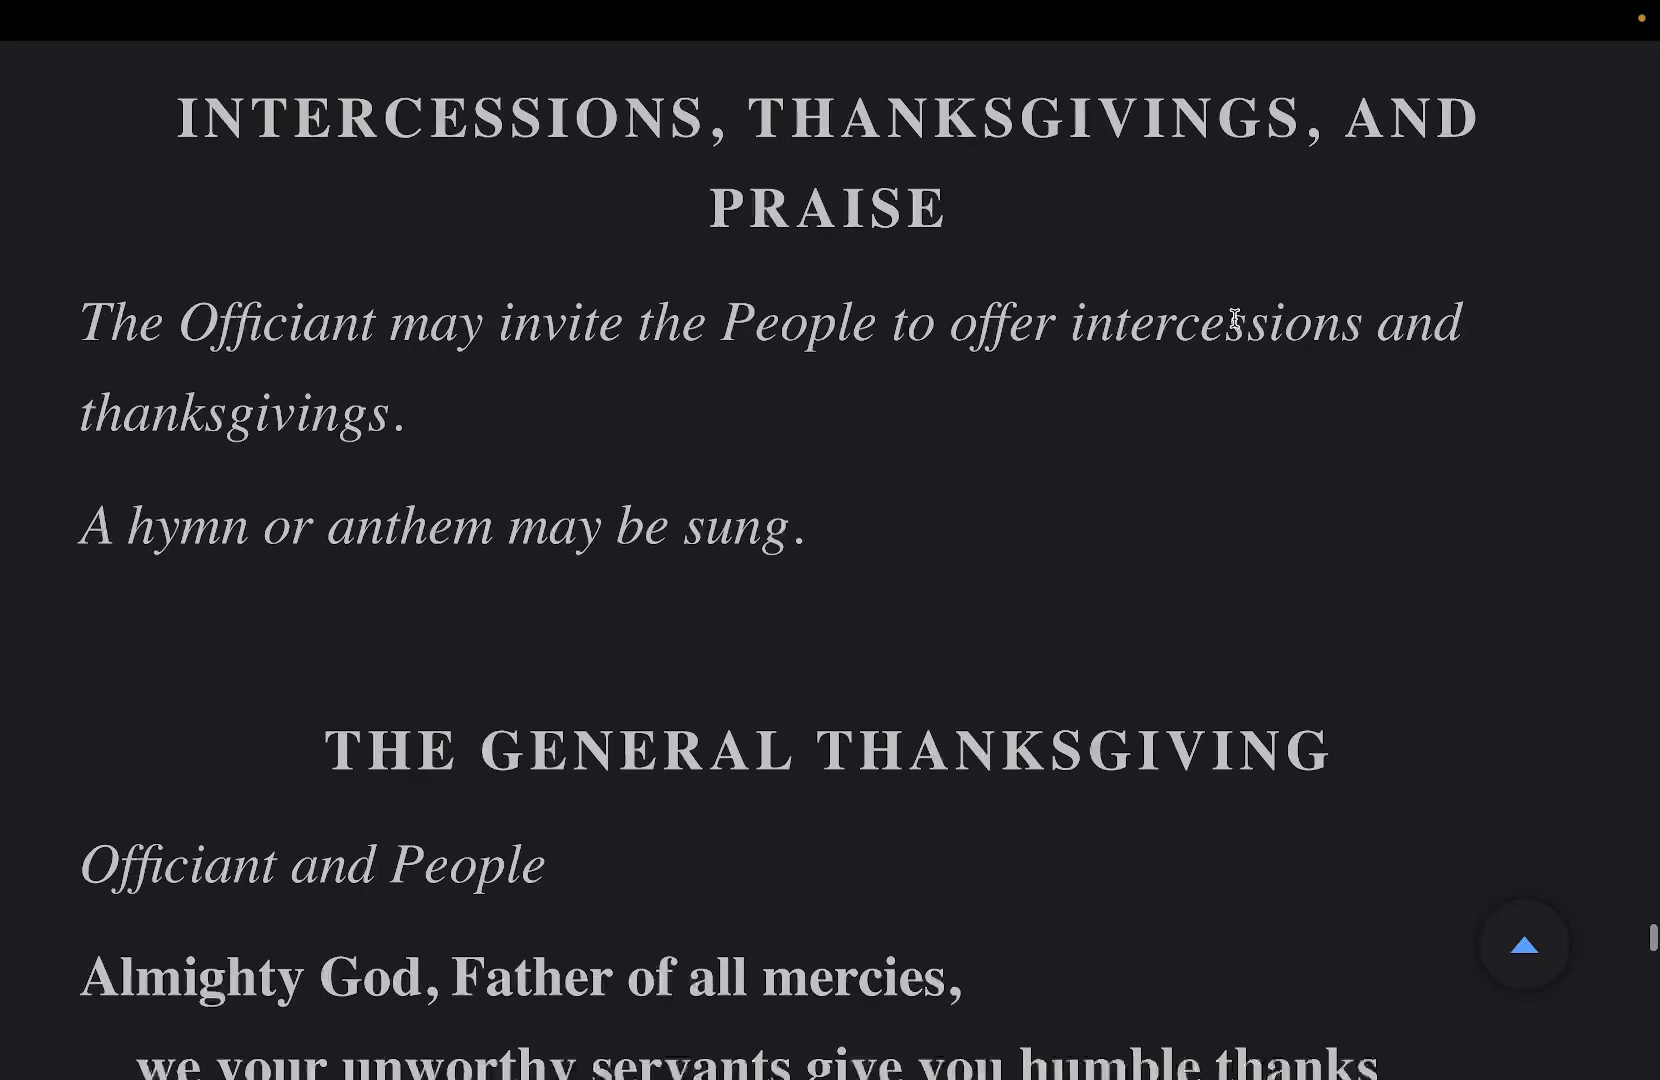 INTERCESSIONS, THANKSGIVINGS, AND
PRAISE
The Officiant may invite the People to offer intercessions and
thanksgivings.
A hymn or anthem may be sung.
THE GENERAL THANKSGIVING
Officiant and People
Almighty God, Father of all mercies,
we your unworthy servants give you humble thanks